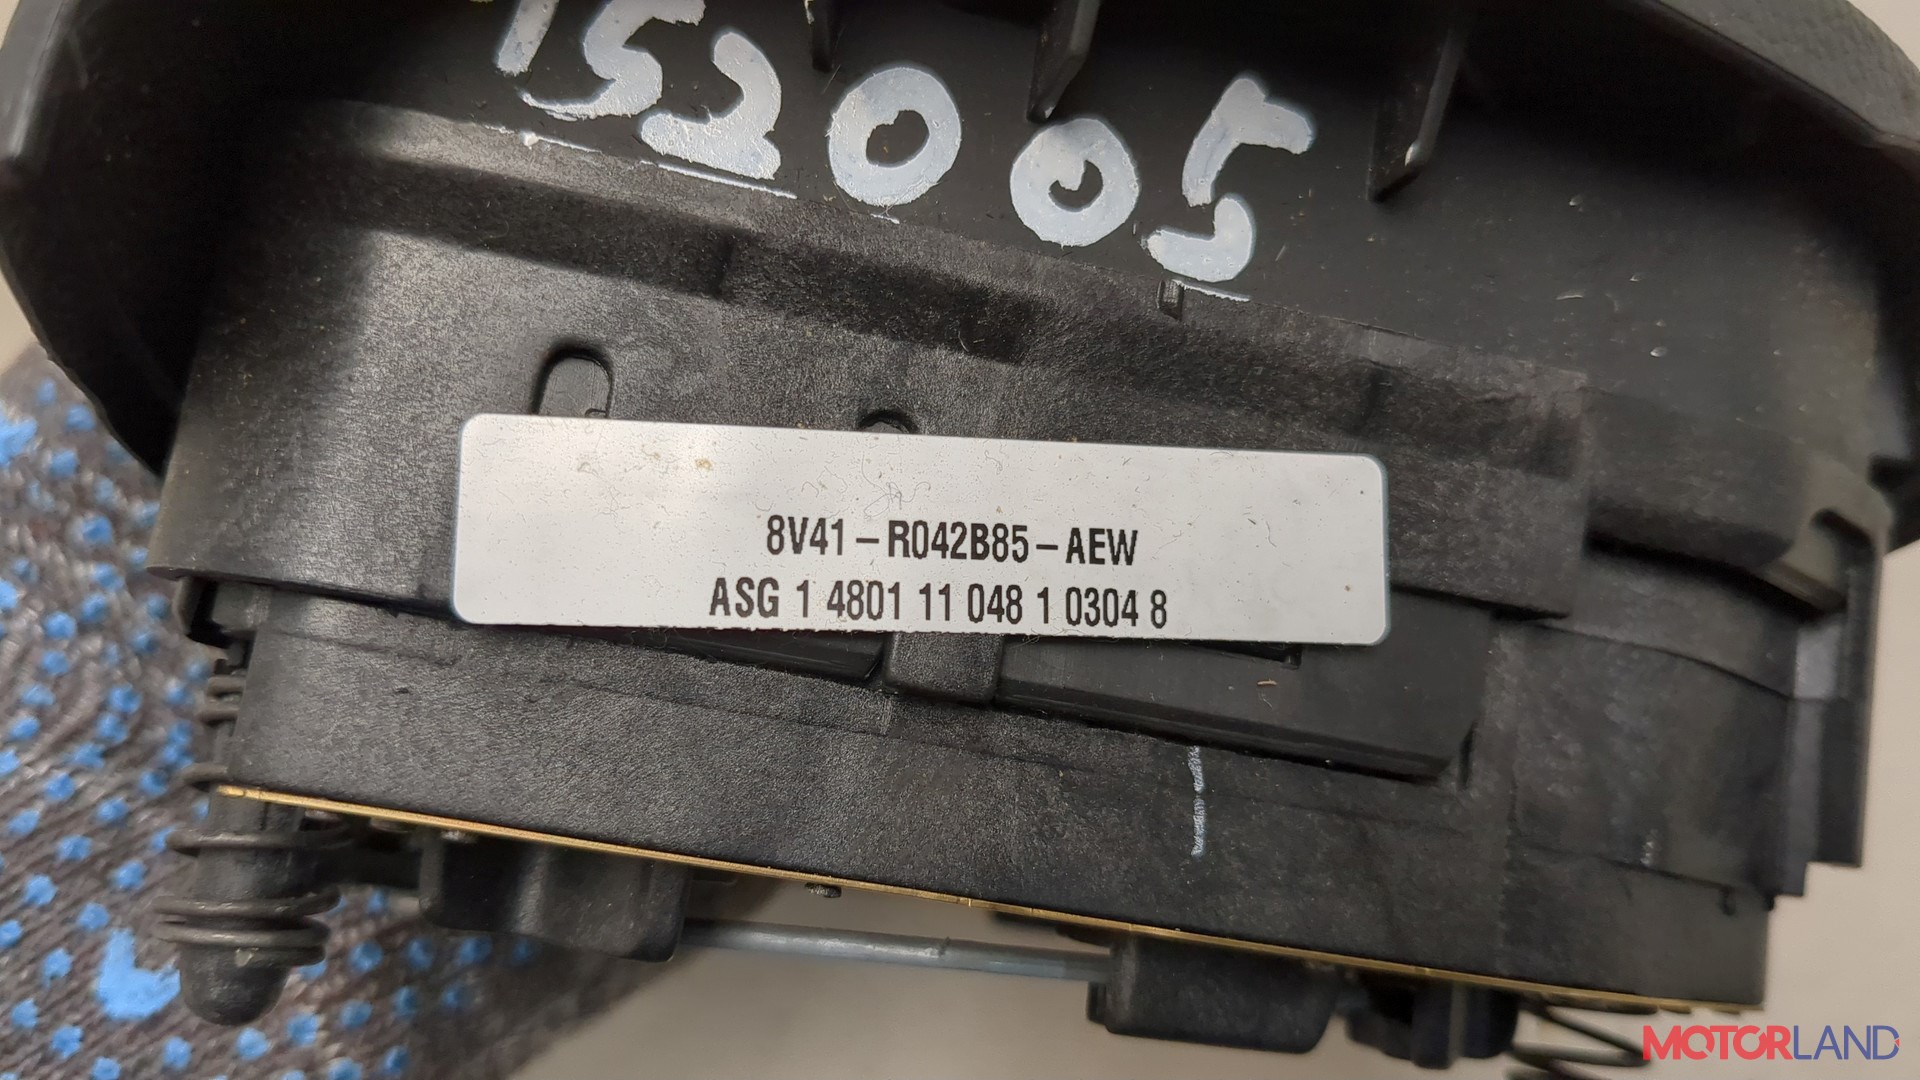 152005
8V41-R042B85-AEW
ASG 1 4801 11 048 1 0304 8
MOTORLAND